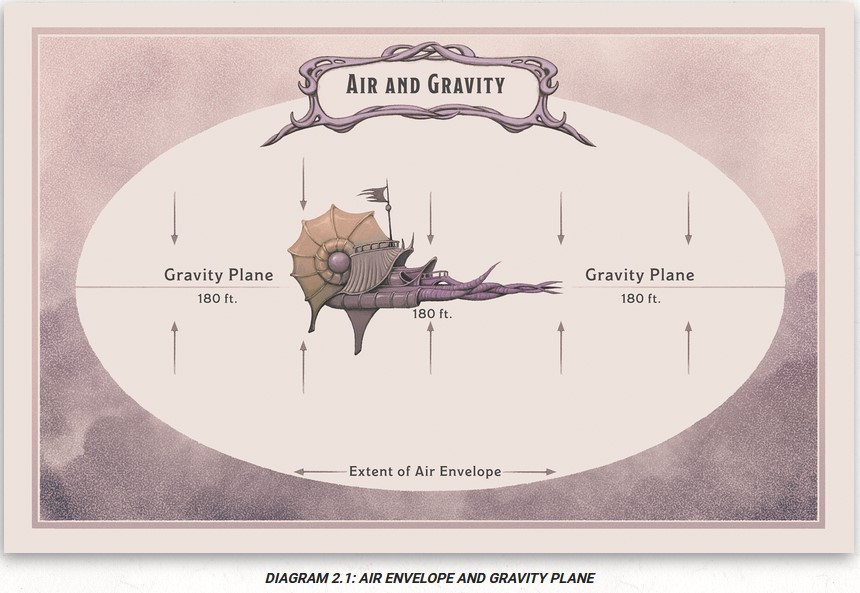 AIR AND GRAVITY
Gravity Plane
180 ft.
180 ft.
Gravity Plane
180 ft.
Extent of Air Envelope
DIAGRAM 2.1: AIR ENVELOPE AND GRAVITY PLANE